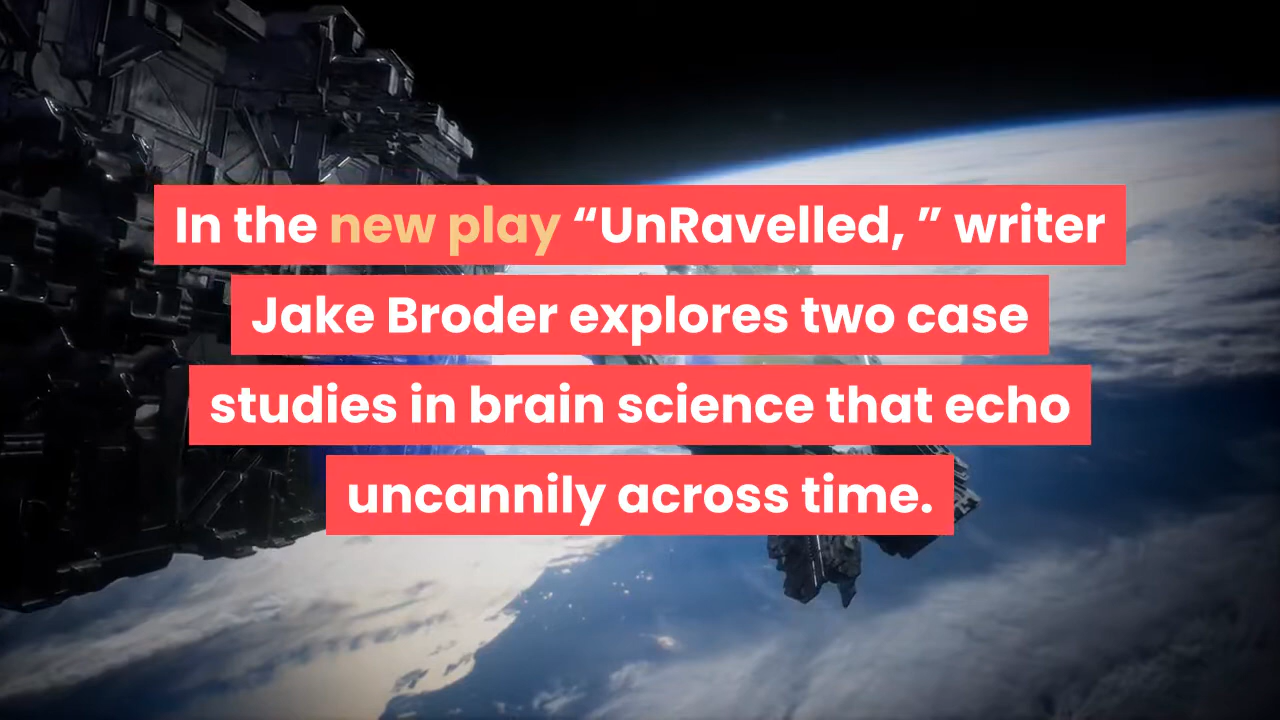 In the new play “UnRavelled, ” writer
Jake Broder explores two case
studies in brain science that echo
uncannily across time.